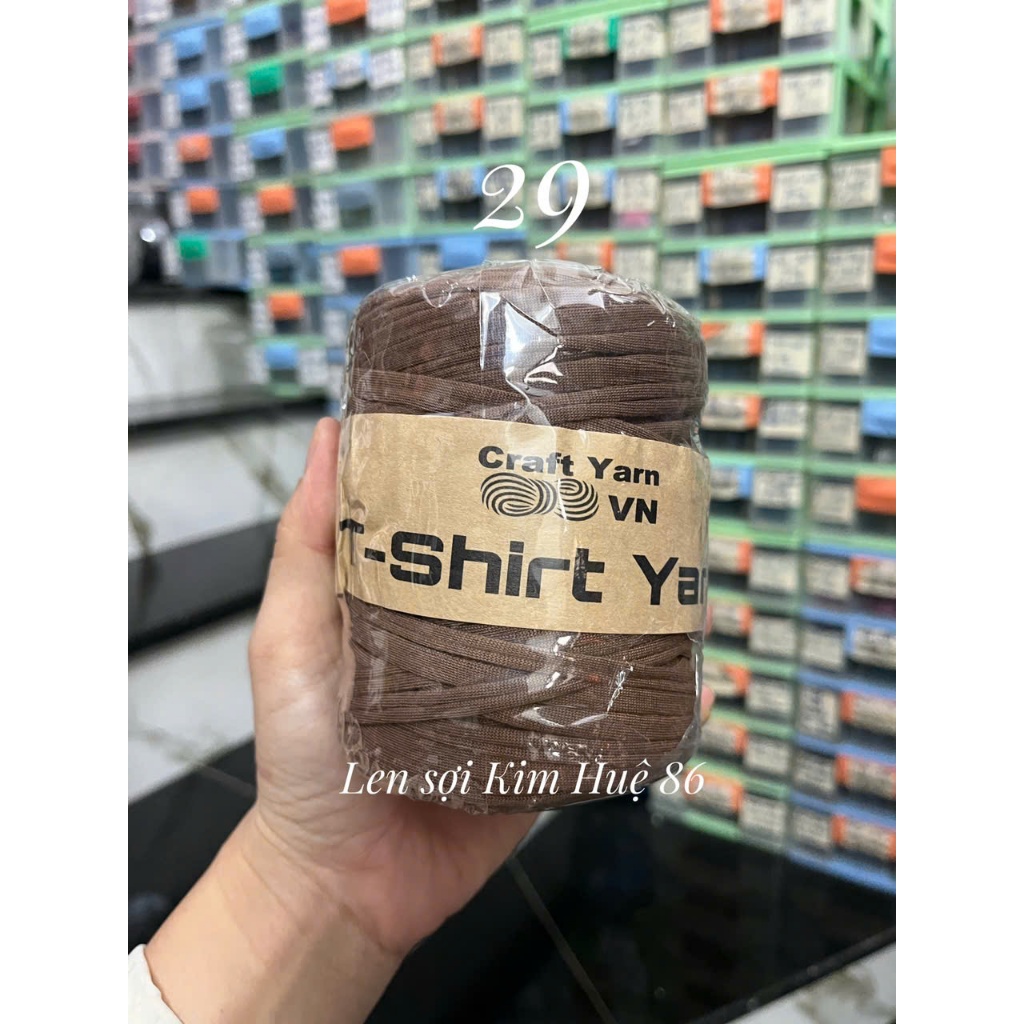 29
Craft Yarn
VN
T-Shirt Yar
Len sợi Kim Huệ 86